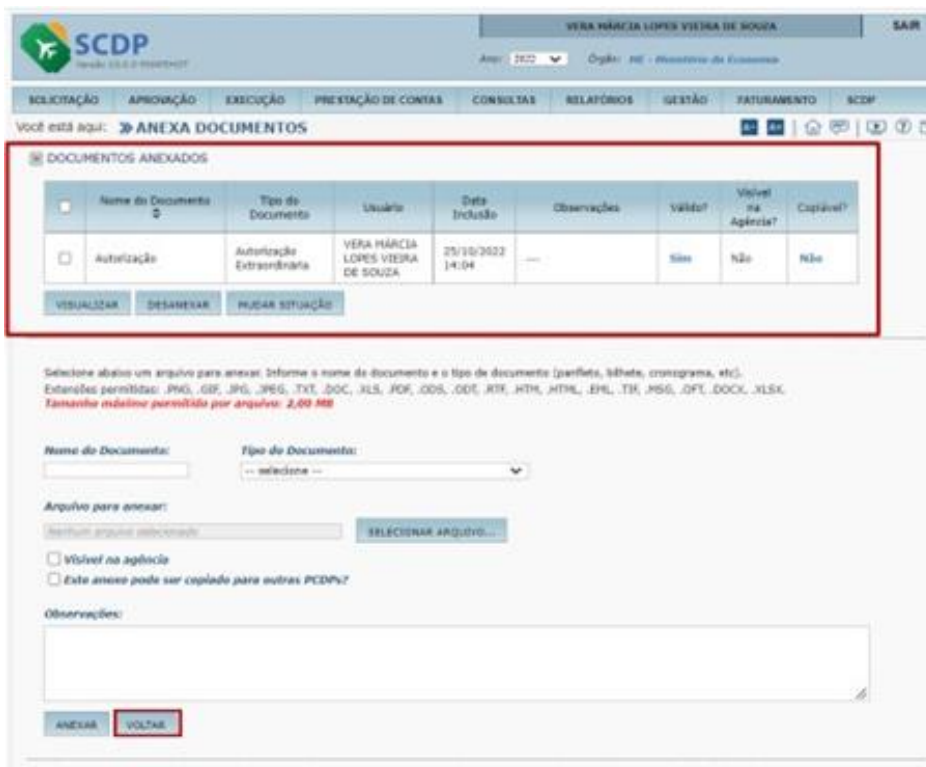 VERA MÁRCIA LOPES VIEIRA DE SOUZA
SAIR
SCDP
Ano: 2022 Órgão: ME - Ministério da Economia
SOLICITAÇÃO APROVAÇÃO EXECUÇÃO PRESTAÇÃO DE CONTAS CONSULTAS RELATÓRIOS GESTÃO FATURAMENTO SCDP
Você está aqui: ANEXA DOCUMENTOS A- A+
DOCUMENTOS ANEXADOS
Nome do Documento Tipo do Documento Usuário Data Inclusão Observações Válido? Visível na Agência? Copiável?
Autorização Autorização Extraordinária VERA MÁRCIA LOPES VIEIRA DE SOUZA 25/10/2022 14:04 --- Sim Não Não
VISUALIZAR DESANEXAR MUDAR SITUAÇÃO
Selecione abaixo um arquivo para anexar. Informe o nome do documento e o tipo de documento (panfleto, bilhete, cronograma, etc).
Extensões permitidas: .PNG, .GIF, .JPG, .JPEG, .TXT, .DOC, .XLS, .PDF, .ODS, .ODT, .RTF, .HTM, .HTML, .EML, .TIF, .MSG, .OFT, .DOCX, .XLSX.
Tamanho máximo permitido por arquivo: 2,00 MB
Nome do Documento: Tipo do Documento:
-- selecione --
Arquivo para anexar:
Nenhum arquivo selecionado SELECIONAR ARQUIVO...
Visível na agência
Este anexo pode ser copiado para outras PCDPs?
Observações:
ANEXAR VOLTAR